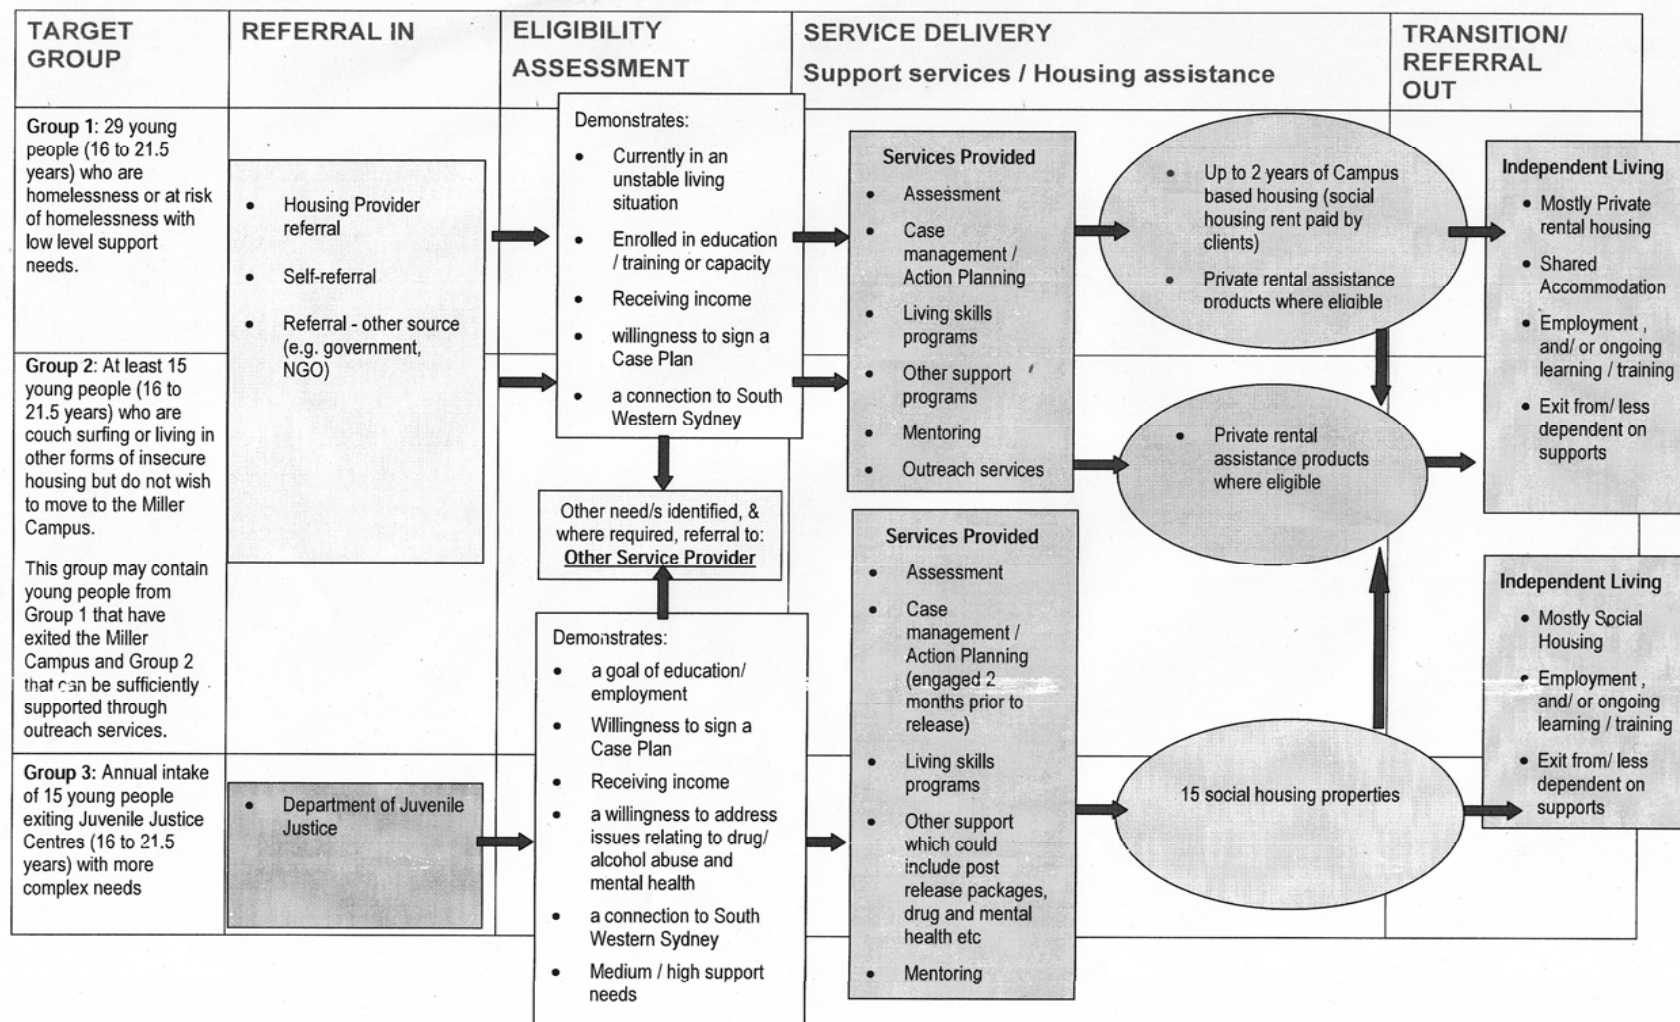 TARGET
GROUP
REFERRAL IN
ELIGIBILITY
ASSESSMENT
SERVICE DELIVERY
Support services / Housing assistance
TRANSITION/
REFERRAL
OUT
Group 1: 29 young
people (16 to 21.5
years) who are
homelessness or at risk
of homelessness with
low level support
needs.
Group 2: At least 15
young people (16 to
21.5 years) who are
couch surfing or living in
other forms of insecure
housing but do not wish
to move to the Miller
Campus.
This group may contain
young people from
Group 1 that have
exited the Miller
Campus and Group 2
that can be sufficiently
supported through
outreach services.
Group 3: Annual intake
of 15 young people
exiting Juvenile Justice
Centres (16 to 21.5
years) with more
complex needs
• Housing Provider
referral
• Self-referral
• Referral - other source
(e.g. government,
NGO)
• Department of Juvenile
Justice
Demonstrates:
• Currently in an
unstable living
situation
• Enrolled in education
/ training or capacity
• Receiving income
• willingness to sign a
Case Plan
• a connection to South
Western Sydney
Other need/s identified, &
where required, referral to:
Other Service Provider
Demonstrates:
• a goal of education/
employment
• Willingness to sign a
Case Plan
• Receiving income
• a willingness to address
issues relating to drug/
alcohol abuse and
mental health
• a connection to South
Western Sydney
• Medium / high support
needs
Services Provided
• Assessment
• Case
management /
Action Planning
• Living skills
programs
• Other support
programs
• Mentoring
• Outreach services
Services Provided
• Assessment
• Case
management /
Action Planning
(engaged 2
months prior to
release)
• Living skills
programs
• Other support
which could
include post
release packages,
drug and mental
health etc
• Mentoring
• Up to 2 years of Campus
based housing (social
housing rent paid by
clients)
• Private rental assistance
products where eligible
• Private rental
assistance products
where eligible
15 social housing properties
Independent Living
• Mostly Private
rental housing
• Shared
Accommodation
• Employment ,
and/ or ongoing
learning / training
• Exit from/ less
dependent on
supports
Independent Living
• Mostly Social
Housing
• Employment ,
and/ or ongoing
learning / training
• Exit from/ less
dependent on
supports